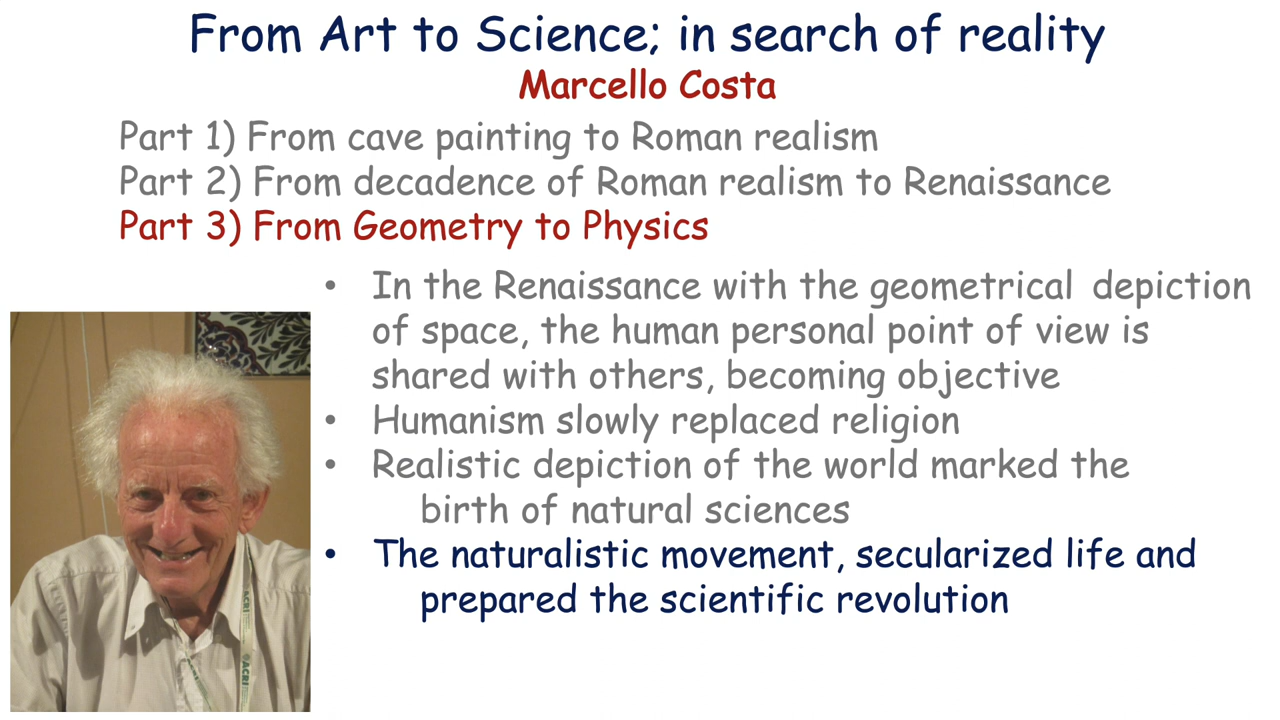 From Art to Science; in search of reality
Marcello Costa
Part 1) From cave painting to Roman realism
Part 2) From decadence of Roman realism to Renaissance
Part 3) From Geometry to Physics
• In the Renaissance with the geometrical depiction
of space, the human personal point of view is
shared with others, becoming objective
• Humanism slowly replaced religion
• Realistic depiction of the world marked the
birth of natural sciences
• The naturalistic movement, secularized life and
prepared the scientific revolution
ACRI
ACRI